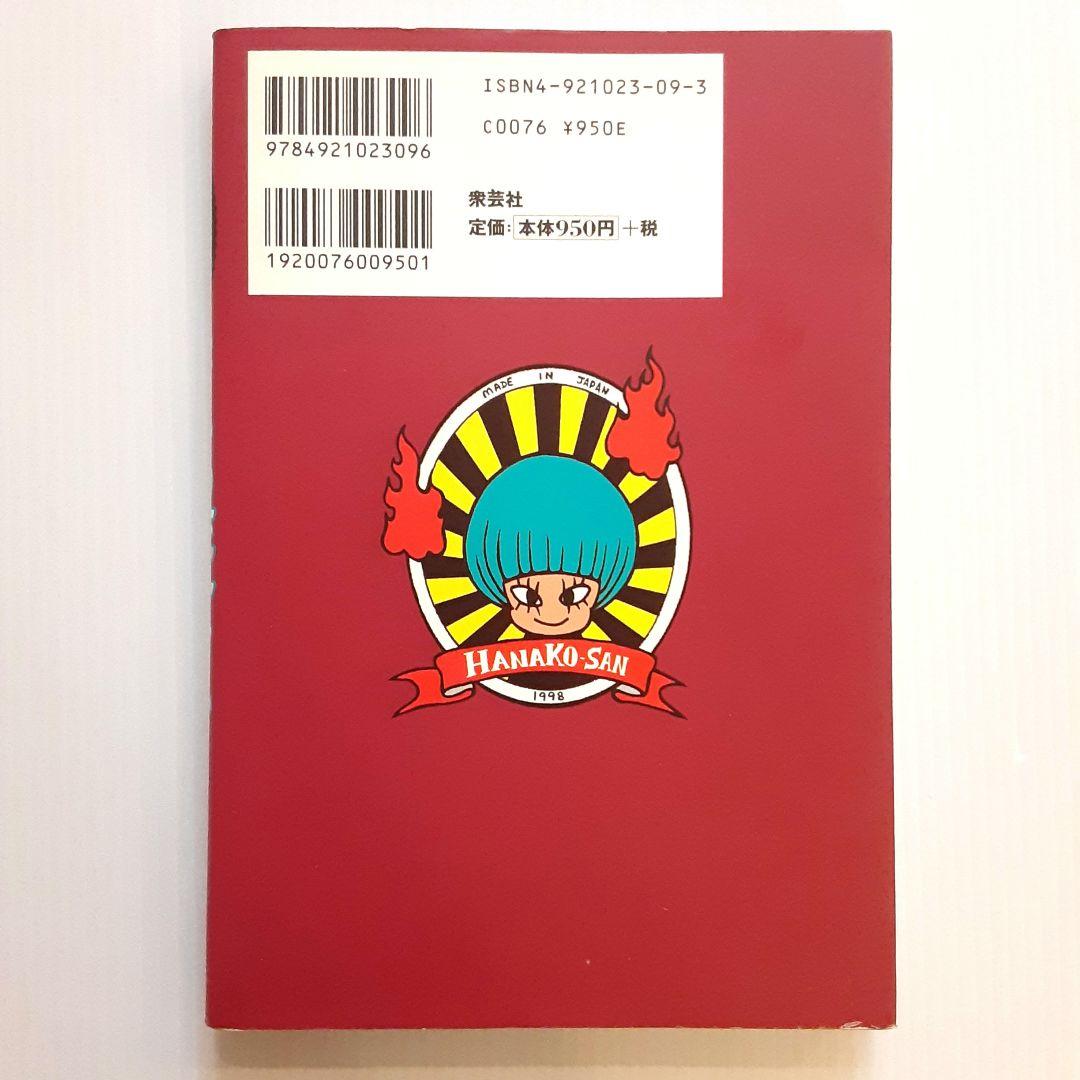 ISBN4-921023-09-3
C0076 ¥950E
9784921023096
衆芸社
定価: 本体950円 +税
1920076009501
MADE IN JAPAN
HANAKO-SAN
1998